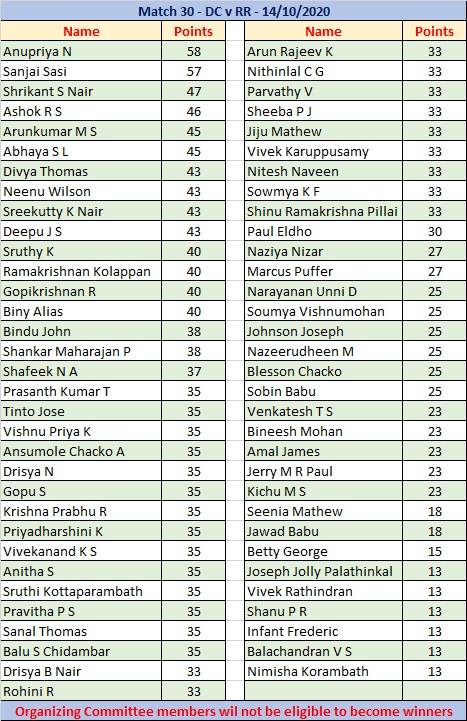 Match 30 - DC v RR - 14/10/2020
Name Points Name Points
Anupriya N 58 Arun Rajeev K 33
Sanjai Sasi 57 Nithinlal C G 33
Shrikant S Nair 47 Parvathy V 33
Ashok R S 46 Sheeba P J 33
Arunkumar M S 45 Jiju Mathew 33
Abhaya S L 45 Vivek Karuppusamy 33
Divya Thomas 43 Nitesh Naveen 33
Neenu Wilson 43 Sowmya K F 33
Sreekutty K Nair 43 Shinu Ramakrishna Pillai 33
Deepu J S 43 Paul Eldho 30
Sruthy K 40 Naziya Nizar 27
Ramakrishnan Kolappan 40 Marcus Puffer 27
Gopikrishnan R 40 Narayanan Unni D 25
Biny Alias 40 Soumya Vishnumohan 25
Bindu John 38 Johnson Joseph 25
Shankar Maharajan P 38 Nazeerudheen M 25
Shafeek N A 37 Blesson Chacko 25
Prasanth Kumar T 35 Sobin Babu 25
Tinto Jose 35 Venkatesh T S 23
Vishnu Priya K 35 Bineesh Mohan 23
Ansumole Chacko A 35 Amal James 23
Drisya N 35 Jerry M R Paul 23
Gopu S 35 Kichu M S 23
Krishna Prabhu R 35 Seenia Mathew 18
Priyadharshini K 35 Jawad Babu 18
Vivekanand K S 35 Betty George 15
Anitha S 35 Joseph Jolly Palathinkal 13
Sruthi Kottaparambath 35 Vivek Rathindran 13
Pravitha P S 35 Shanu P R 13
Sanal Thomas 35 Infant Frederic 13
Balu S Chidambar 35 Balachandran V S 13
Drisya B Nair 33 Nimisha Korambath 13
Rohini R 33
Organizing Committee members wil not be eligible to become winners